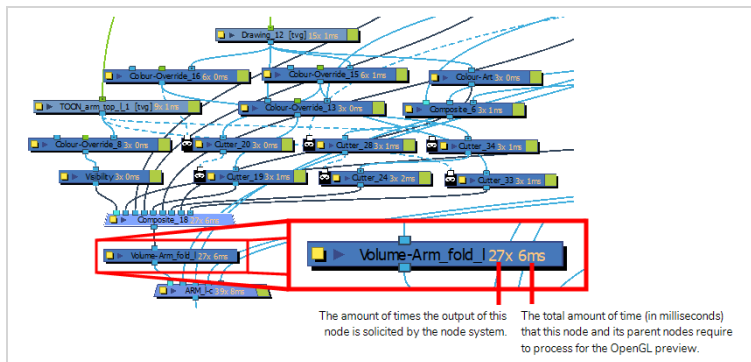 Drawing_12 [tvg] 15x 1ms
Colour-Override_16 6x 0ms
Colour-Override_15 6x 1ms
Colour-Art 3x 0ms
TOON_arm_top_l_1 [tvg] 9x 1ms
Colour-Override_13 3x 0ms
Composite_6 3x 1ms
Colour-Override_8 3x 0ms
Cutter_20 3x 0ms
Cutter_28 3x 1ms
Cutter_34 3x 1ms
Visibility 3x 0ms
Cutter_19 3x 1ms
Cutter_24 3x 2ms
Cutter_33 3x 1ms
Composite_18 27x 6ms
Volume-Arm_fold_l 27x 6ms
Volume-Arm_fold_l 27x 6ms
39x 8ms
The amount of times the output of this
node is solicited by the node system.
The total amount of time (in milliseconds)
that this node and its parent nodes require
to process for the OpenGL preview.